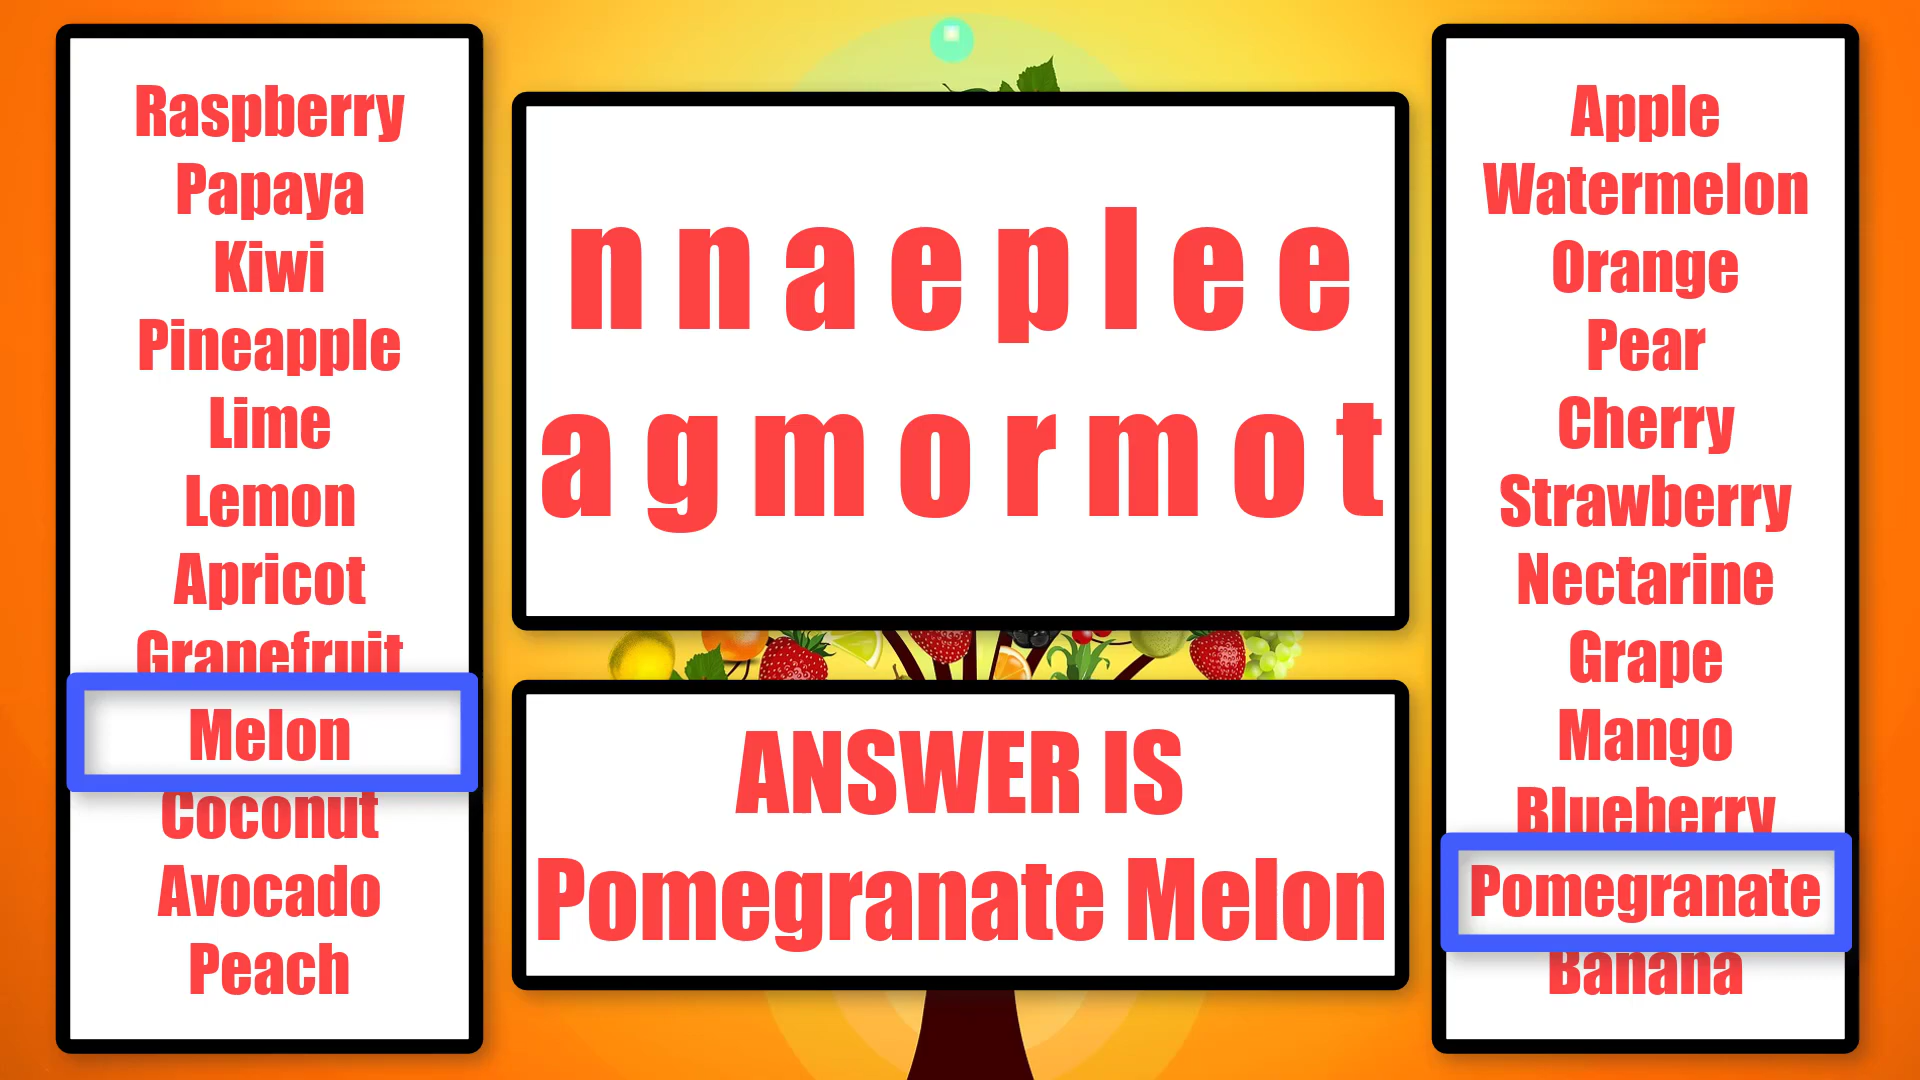 Raspberry
Papaya
Kiwi
Pineapple
Lime
Lemon
Apricot
Grapefruit
Melon
Coconut
Avocado
Peach
n n a e p l e e
a g m o r m o t
ANSWER IS
Pomegranate Melon
Apple
Watermelon
Orange
Pear
Cherry
Strawberry
Nectarine
Grape
Mango
Blueberry
Pomegranate
Banana